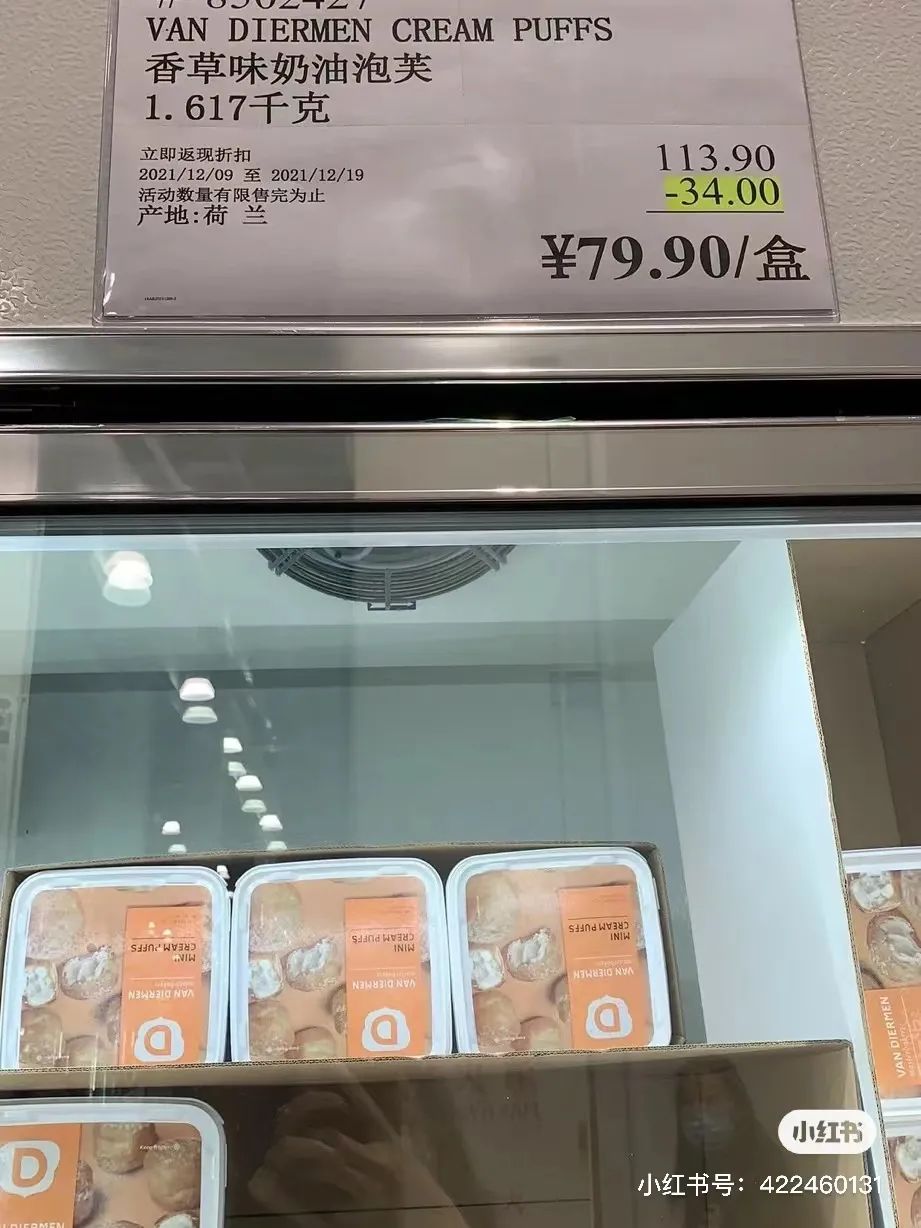 VAN DIERMEN CREAM PUFFS
香草味奶油泡芙
1.617千克
立即返现折扣
2021/12/09 至 2021/12/19
活动数量有限售完为止
产地:荷 兰
113.90
-34.00
¥79.90/盒
MINI
CREAM PUFFS
VAN DIERMEN
D
MINI
CREAM PUFFS
VAN DIERMEN
D
MINI
CREAM PUFFS
VAN DIERMEN
D
VAN DIERMEN
D
VAN DIERMEN
小红书
小红书号：422460131